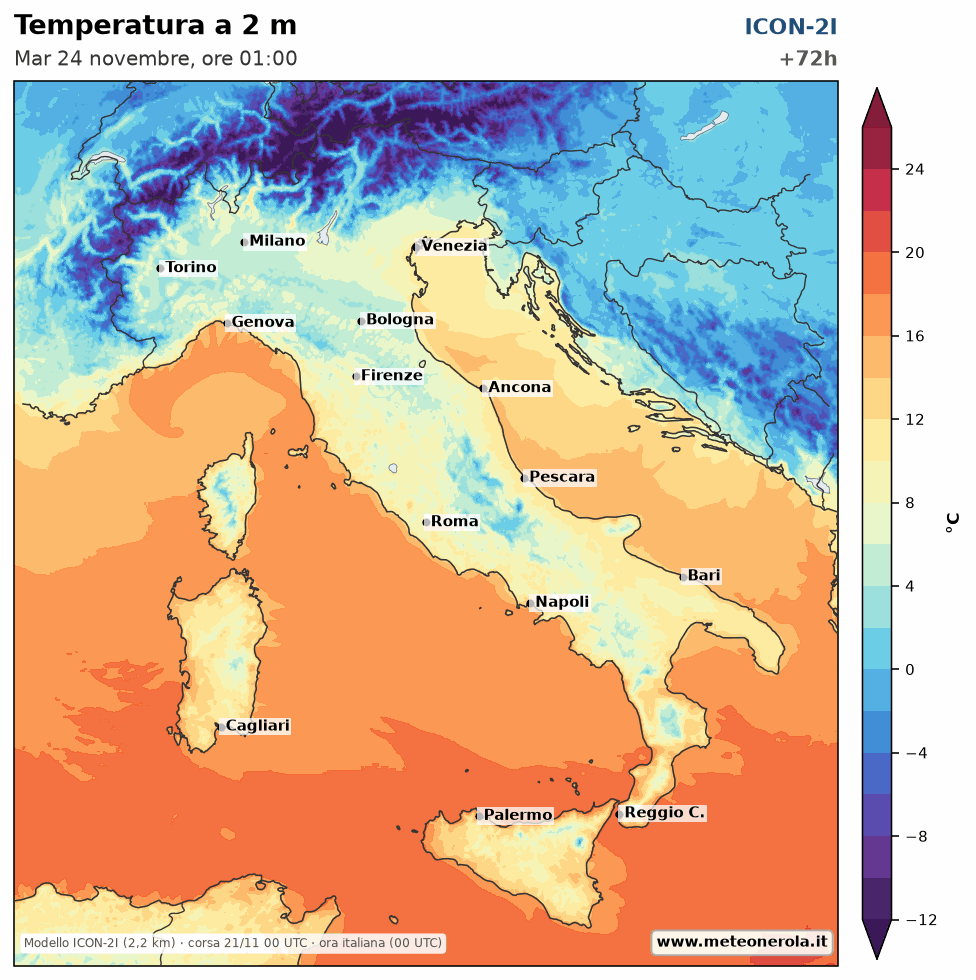 Temperatura a 2 m
ICON-2I
Mar 24 novembre, ore 01:00
+72h
Milano
Venezia
Torino
Genova
Bologna
Firenze
Ancona
Pescara
Roma
Bari
Napoli
Cagliari
Palermo
Reggio C.
24
20
16
12
8
4
0
−4
−8
−12
°C
Modello ICON-2I (2,2 km) · corsa 21/11 00 UTC · ora italiana (00 UTC)
www.meteonerola.it